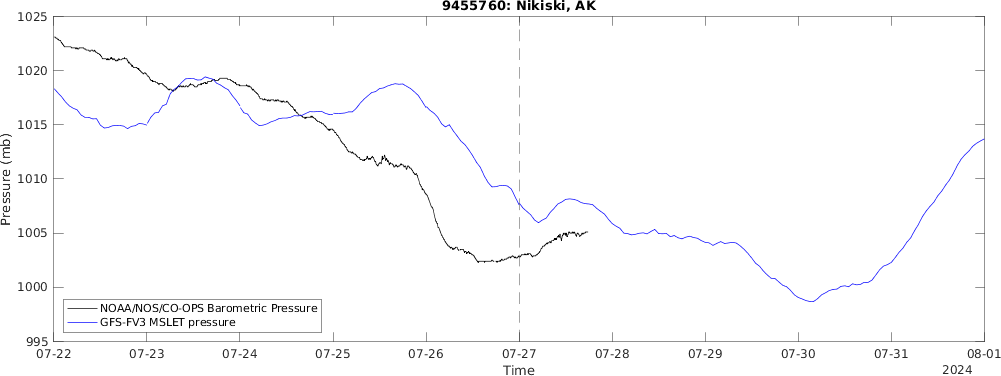 9455760: Nikiski, AK
1025
1020
1015
1010
1005
1000
995
Pressure (mb)
NOAA/NOS/CO-OPS Barometric Pressure
GFS-FV3 MSLET pressure
07-22 07-23 07-24 07-25 07-26 07-27 07-28 07-29 07-30 07-31 08-01
Time
2024